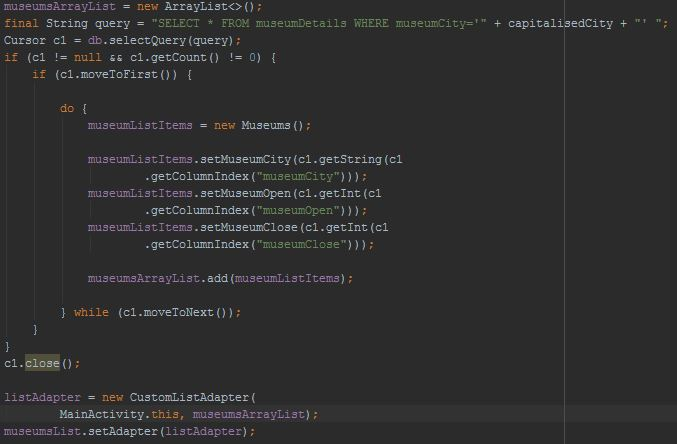 museumsArrayList = new ArrayList<>();
final String query = "SELECT * FROM museumDetails WHERE museumCity='" + capitalisedCity + "' ";
Cursor c1 = db.selectQuery(query);
if (c1 != null && c1.getCount() != 0) {
if (c1.moveToFirst()) {
do {
museumListItems = new Museums();
museumListItems.setMuseumCity(c1.getString(c1
.getColumnIndex("museumCity")));
museumListItems.setMuseumOpen(c1.getInt(c1
.getColumnIndex("museumOpen")));
museumListItems.setMuseumClose(c1.getInt(c1
.getColumnIndex("museumClose")));
museumsArrayList.add(museumListItems);
} while (c1.moveToNext());
}
}
c1.close();
listAdapter = new CustomListAdapter(
MainActivity.this, museumsArrayList);
museumsList.setAdapter(listAdapter);